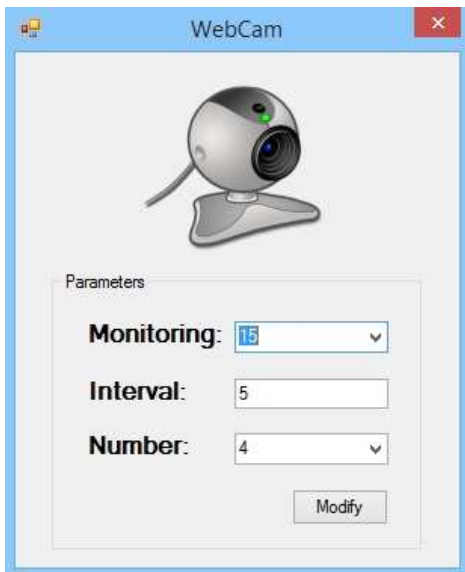 WebCam
Parameters
Monitoring: 15
Interval: 5
Number: 4
Modify